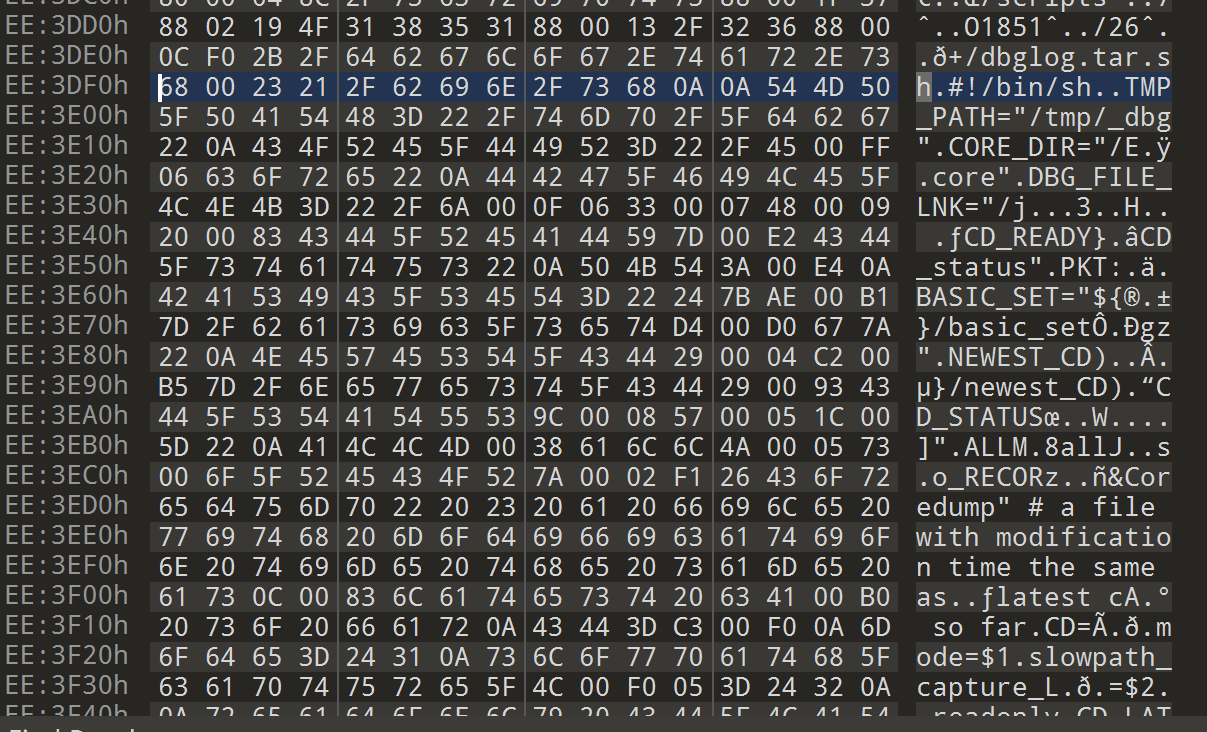 EE:3DD0h 88 02 19 4F 31 38 35 31 88 00 13 2F 32 36 88 00 ˆ..O1851ˆ../26ˆ.
EE:3DE0h 0C F0 2B 2F 64 62 67 6C 6F 67 2E 74 61 72 2E 73 .ð+/dbglog.tar.s
EE:3DF0h 68 00 23 21 2F 62 69 6E 2F 73 68 0A 0A 54 4D 50 h.#!/bin/sh..TMP
EE:3E00h 5F 50 41 54 48 3D 22 2F 74 6D 70 2F 5F 64 62 67 _PATH="/tmp/_dbg
EE:3E10h 22 0A 43 4F 52 45 5F 44 49 52 3D 22 2F 45 00 FF ".CORE_DIR="/E.ÿ
EE:3E20h 06 63 6F 72 65 22 0A 44 42 47 5F 46 49 4C 45 5F .core".DBG_FILE_
EE:3E30h 4C 4E 4B 3D 22 2F 6A 00 0F 06 33 00 07 48 00 09 LNK="/j...3..H..
EE:3E40h 20 00 83 43 44 5F 52 45 41 44 59 7D 00 E2 43 44  .ƒCD_READY}.âCD
EE:3E50h 5F 73 74 61 74 75 73 22 0A 50 4B 54 3A 00 E4 0A _status".PKT:.ä.
EE:3E60h 42 41 53 49 43 5F 53 45 54 3D 22 24 7B AE 00 B1 BASIC_SET="${®.±
EE:3E70h 7D 2F 62 61 73 69 63 5F 73 65 74 D4 00 D0 67 7A }/basic_setÔ.Ðgz
EE:3E80h 22 0A 4E 45 57 45 53 54 5F 43 44 29 00 04 C2 00 ".NEWEST_CD)..Â.
EE:3E90h B5 7D 2F 6E 65 77 65 73 74 5F 43 44 29 00 93 43 µ}/newest_CD).“C
EE:3EA0h 44 5F 53 54 41 54 55 53 9C 00 08 57 00 05 1C 00 D_STATUSœ..W....
EE:3EB0h 5D 22 0A 41 4C 4C 4D 00 38 61 6C 6C 4A 00 05 73 ]".ALLM.8allJ..s
EE:3EC0h 00 6F 5F 52 45 43 4F 52 7A 00 02 F1 26 43 6F 72 .o_RECORz..ñ&Cor
EE:3ED0h 65 64 75 6D 70 22 20 23 20 61 20 66 69 6C 65 20 edump" # a file
EE:3EE0h 77 69 74 68 20 6D 6F 64 69 66 69 63 61 74 69 6F with modificatio
EE:3EF0h 6E 20 74 69 6D 65 20 74 68 65 20 73 61 6D 65 20 n time the same
EE:3F00h 61 73 0C 00 83 6C 61 74 65 73 74 20 63 41 00 B0 as..ƒlatest cA.°
EE:3F10h 20 73 6F 20 66 61 72 0A 43 44 3D C3 00 F0 0A 6D  so far.CD=Ã.ð.m
EE:3F20h 6F 64 65 3D 24 31 0A 73 6C 6F 77 70 61 74 68 5F ode=$1.slowpath_
EE:3F30h 63 61 70 74 75 72 65 5F 4C 00 F0 05 3D 24 32 0A capture_L.ð.=$2.